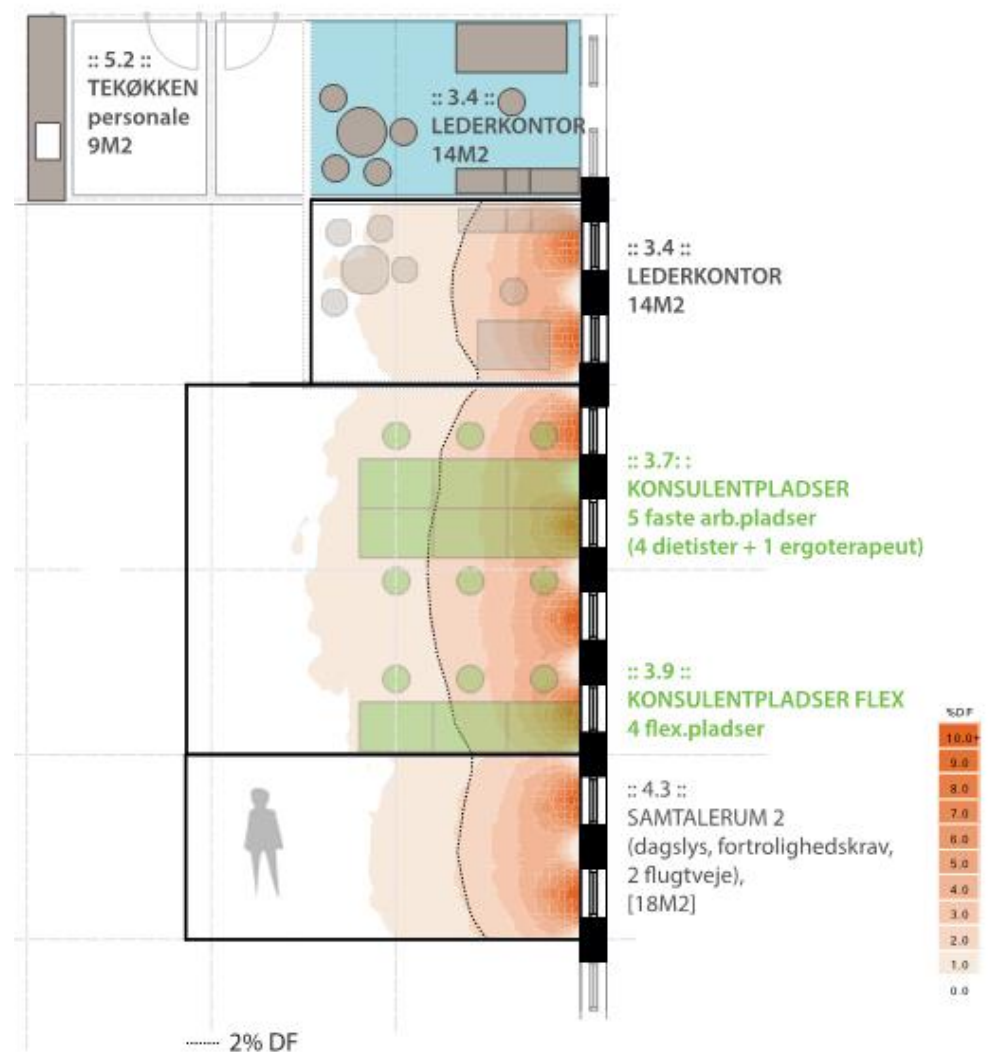 :: 5.2 ::
TEKØKKEN
personale
9M2
:: 3.4 ::
LEDERKONTOR
14M2
:: 3.4 ::
LEDERKONTOR
14M2
:: 3.7: :
KONSULENTPLADSER
5 faste arb.pladser
(4 dietister + 1 ergoterapeut)
:: 3.9 ::
KONSULENTPLADSER FLEX
4 flex.pladser
:: 4.3 ::
SAMTALERUM 2
(dagslys, fortrolighedskrav,
2 flugtveje),
[18M2]
%DF
10.0+
9.0
8.0
7.0
6.0
5.0
4.0
3.0
2.0
1.0
0.0
2% DF